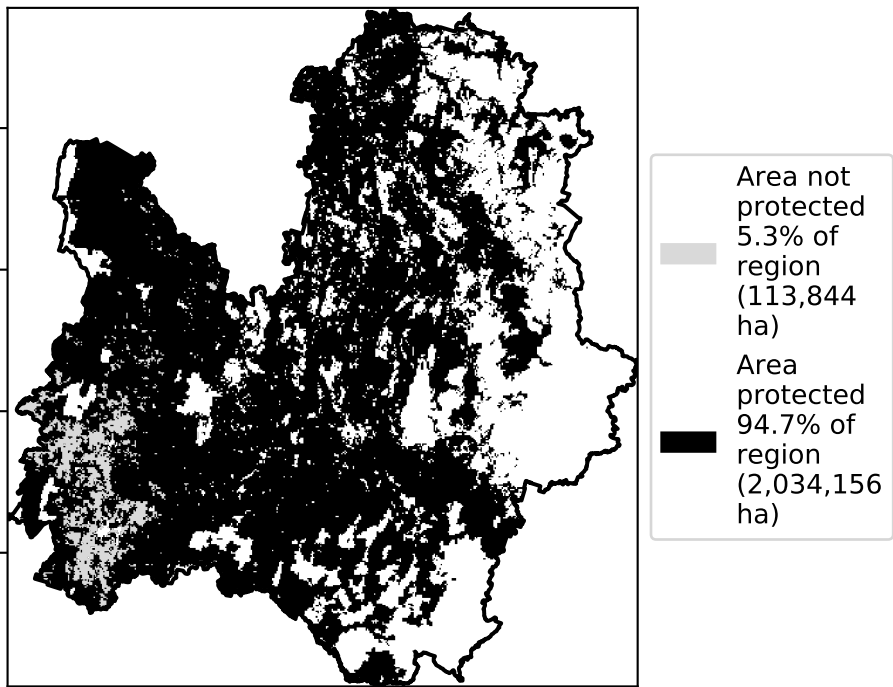 Area not
protected
5.3% of
region
(113,844
ha)
Area
protected
94.7% of
region
(2,034,156
ha)